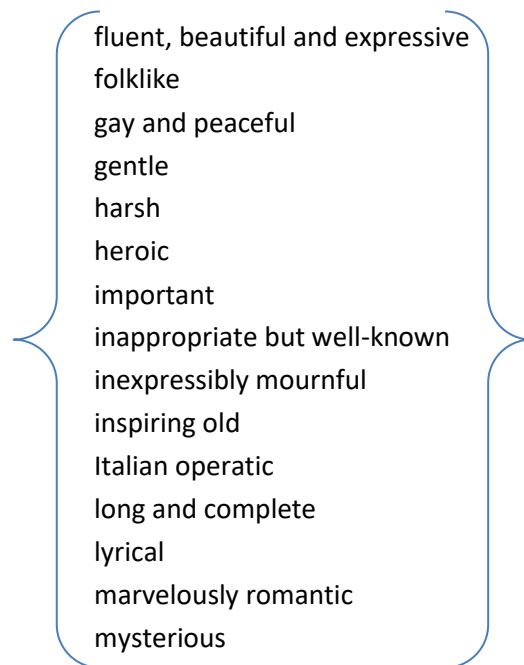 fluent, beautiful and expressive
folklike
gay and peaceful
gentle
harsh
heroic
important
inappropriate but well-known
inexpressibly mournful
inspiring old
Italian operatic
long and complete
lyrical
marvelously romantic
mysterious